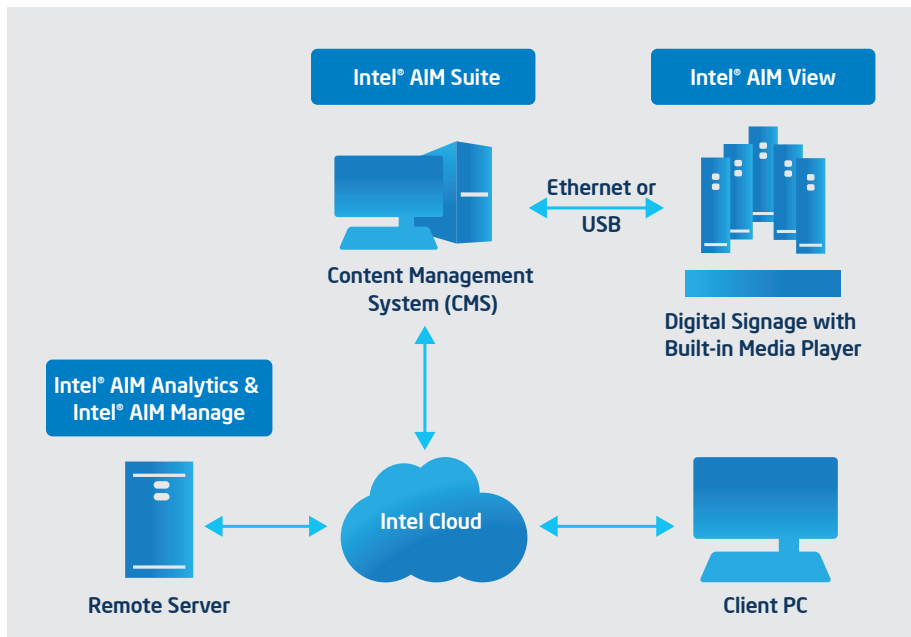 Intel® AIM Suite
Intel® AIM View
Ethernet or
USB
Content Management
System (CMS)
Digital Signage with
Built-in Media Player
Intel® AIM Analytics &
Intel® AIM Manage
Intel Cloud
Remote Server
Client PC